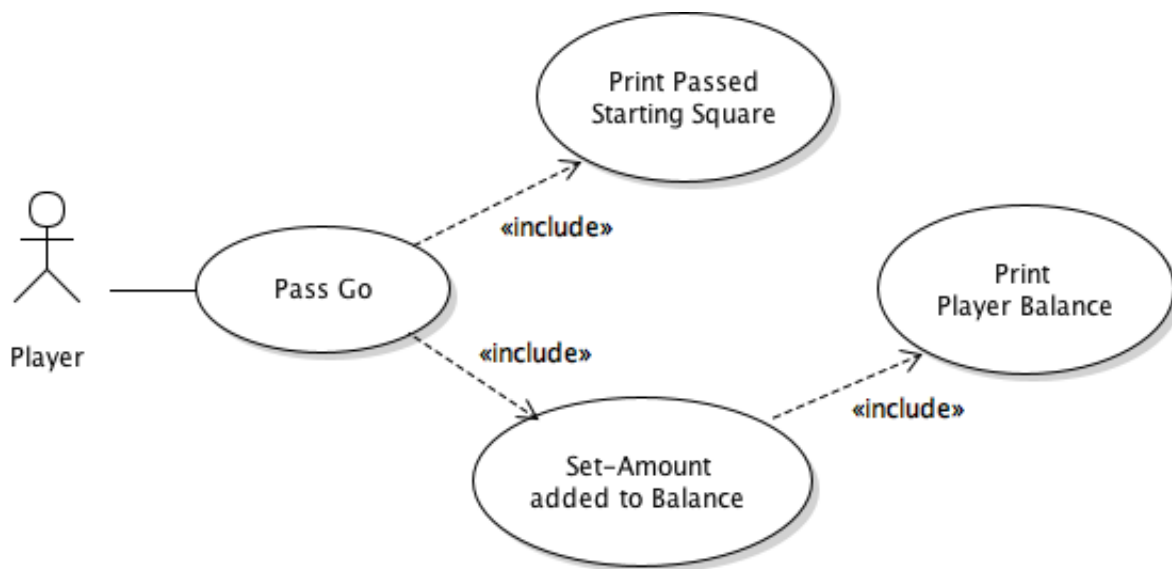 Print Passed
Starting Square
«include»
Pass Go
Player
«include»
Print
Player Balance
«include»
Set-Amount
added to Balance